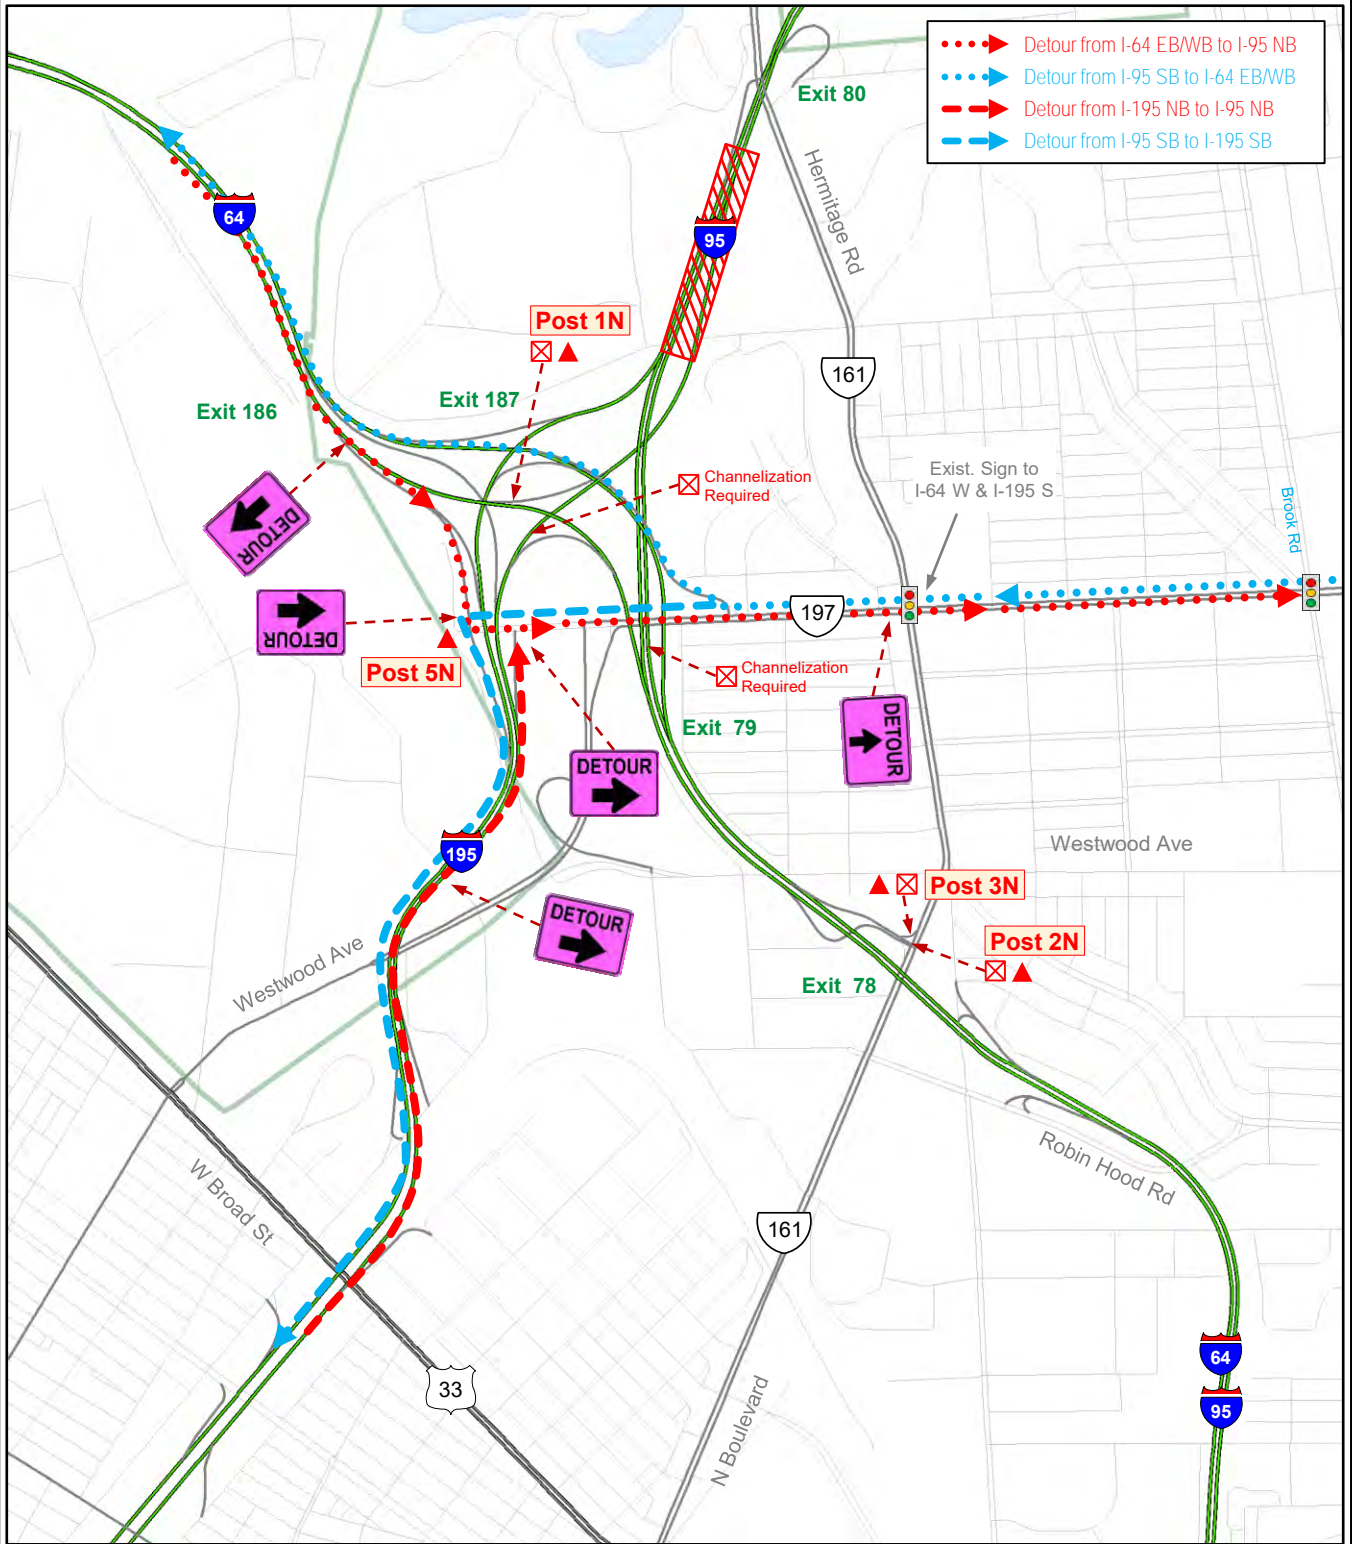 Detour from I-64 EB/WB to I-95 NB
Detour from I-95 SB to I-64 EB/WB
Detour from I-195 NB to I-95 NB
Detour from I-95 SB to I-195 SB
Exit 80
Hermitage Rd
64
95
Post 1N
161
Exit 187
Exit 186
Channelization
Required
Exist. Sign to
I-64 W & I-195 S
Brook Rd
DETOUR
DETOUR
197
Post 5N
Channelization
Required
Exit 79
DETOUR
DETOUR
195
Westwood Ave
Post 3N
DETOUR
Post 2N
Westwood Ave
Exit 78
Robin Hood Rd
W Broad St
161
64
33
95
N Boulevard